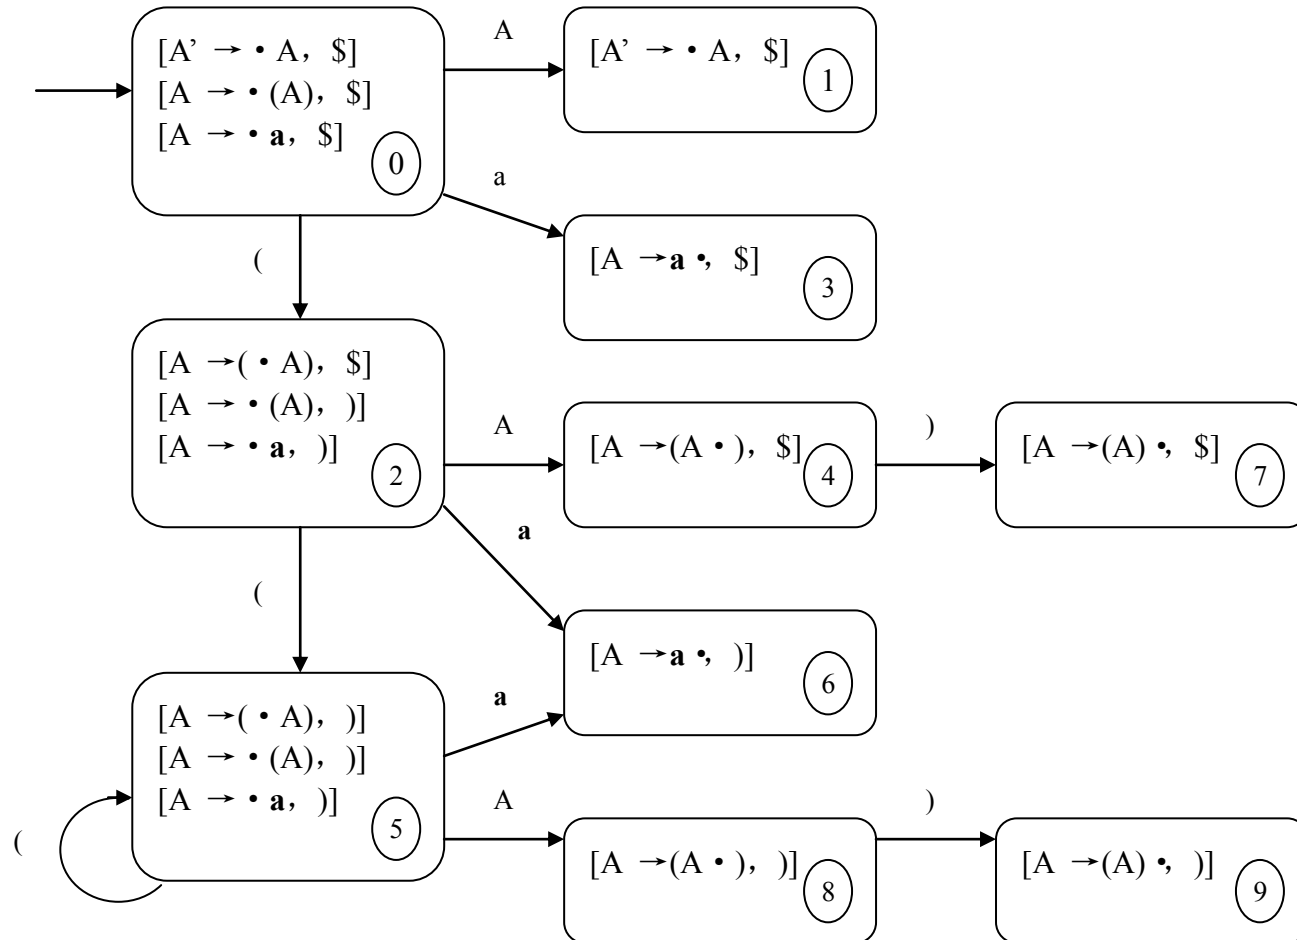 [A’ → • A, $]
[A → • (A), $]
[A → • a, $]
0
A
[A’ → • A, $]
1
a
[A → a •, $]
3
(
[A → ( • A), $]
[A → • (A), )]
[A → • a, )]
2
A
[A → (A • ), $]
4
)
[A → (A) •, $]
7
a
(
[A → a •, )]
6
a
[A → ( • A), )]
[A → • (A), )]
[A → • a, )]
5
(
A
[A → (A • ), )]
8
)
[A → (A) •, )]
9